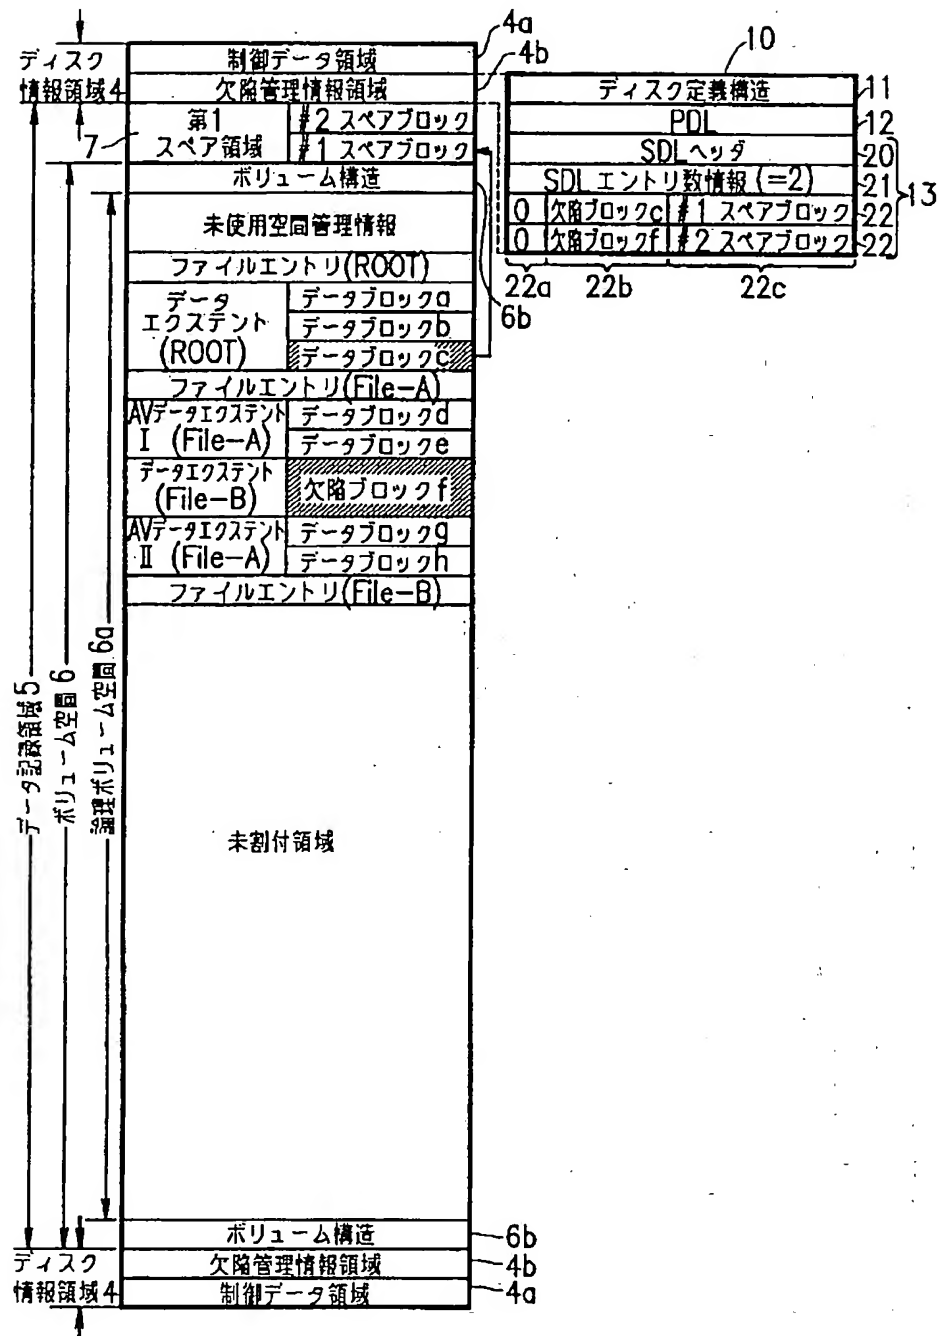 4a
ディスク
情報領域4
制御データ領域
4b
欠陥管理情報領域
10
ディスク定義構造
11
PDL
12
SDLヘッダ
20
SDLエントリ数情報(=2)
21
13
0 欠陥ブロックc #1 スペアブロック
22
0 欠陥ブロックf #2 スペアブロック
22
22a 22b 22c
7
第1
スペア領域
#2 スペアブロック
#1 スペアブロック
ボリューム構造
6b
未使用空間管理情報
ファイルエントリ(ROOT)
データ
エクステント
(ROOT)
データブロックa
データブロックb
データブロックc
ファイルエントリ(File-A)
AVデータエクステント
I (File-A)
データブロックd
データブロックe
データエクステント
(File-B)
欠陥ブロックf
AVデータエクステント
II (File-A)
データブロックg
データブロックh
ファイルエントリ(File-B)
データ記録領域5
ボリューム空間6
論理ボリューム空間6a
未割付領域
ボリューム構造
6b
ディスク
情報領域4
欠陥管理情報領域
4b
制御データ領域
4a